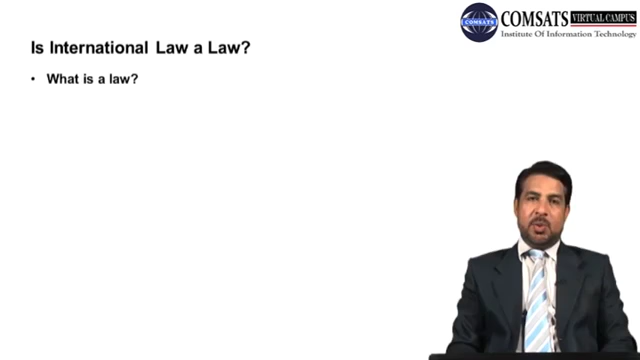 COMSATS VIRTUAL CAMPUS
Institute Of Information Technology
COMSATS
Is International Law a Law?
• What is a law?